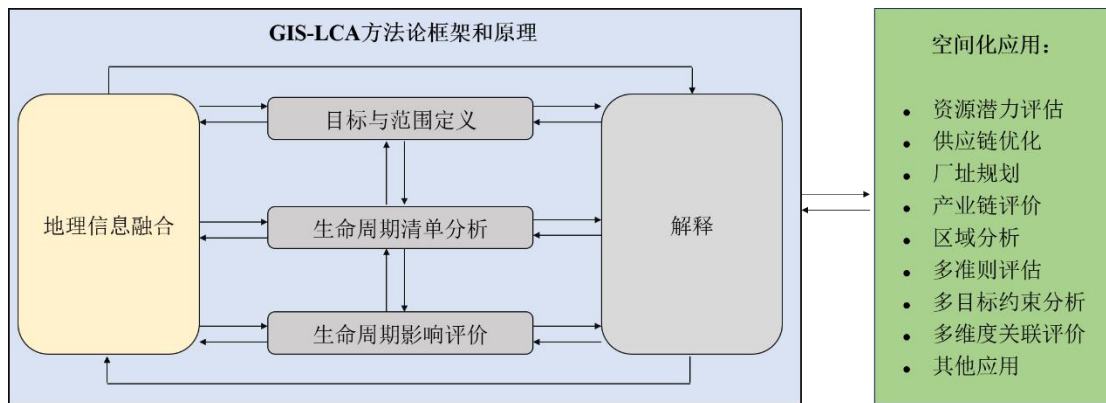 GIS-LCA方法论框架和原理
地理信息融合
目标与范围定义
生命周期清单分析
生命周期影响评价
解释
空间化应用：
• 资源潜力评估
• 供应链优化
• 厂址规划
• 产业链评价
• 区域分析
• 多准则评估
• 多目标约束分析
• 多维度关联评价
• 其他应用